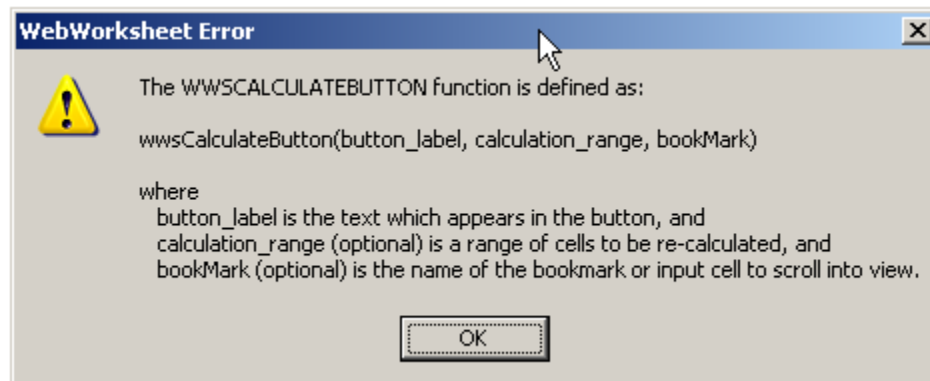 WebWorksheet Error
The WWSCALCULATEBUTTON function is defined as:
wwsCalculateButton(button_label, calculation_range, bookMark)
where
button_label is the text which appears in the button, and
calculation_range (optional) is a range of cells to be re-calculated, and
bookMark (optional) is the name of the bookmark or input cell to scroll into view.
OK